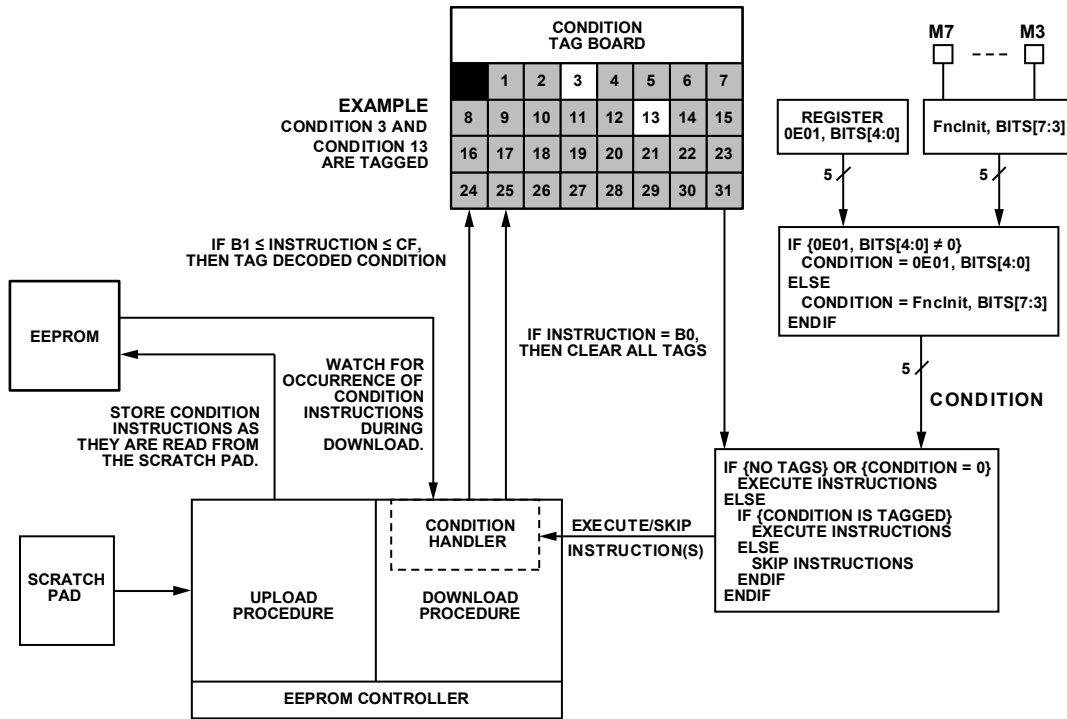 CONDITION
TAG BOARD
1 2 3 4 5 6 7
8 9 10 11 12 13 14 15
16 17 18 19 20 21 22 23
24 25 26 27 28 29 30 31
EXAMPLE
CONDITION 3 AND
CONDITION 13
ARE TAGGED
M7 M3
REGISTER
0E01, BITS[4:0]
FncInit, BITS[7:3]
5
5
IF {0E01, BITS[4:0] ≠ 0}
CONDITION = 0E01, BITS[4:0]
ELSE
CONDITION = FncInit, BITS[7:3]
ENDIF
5
CONDITION
IF B1 ≤ INSTRUCTION ≤ CF,
THEN TAG DECODED CONDITION
IF INSTRUCTION = B0,
THEN CLEAR ALL TAGS
EEPROM
WATCH FOR
OCCURRENCE OF
CONDITION
INSTRUCTIONS
DURING
DOWNLOAD.
STORE CONDITION
INSTRUCTIONS AS
THEY ARE READ FROM
THE SCRATCH PAD.
IF {NO TAGS} OR {CONDITION = 0}
EXECUTE INSTRUCTIONS
ELSE
IF {CONDITION IS TAGGED}
EXECUTE INSTRUCTIONS
ELSE
SKIP INSTRUCTIONS
ENDIF
ENDIF
EXECUTE/SKIP
INSTRUCTION(S)
CONDITION
HANDLER
SCRATCH
PAD
UPLOAD
PROCEDURE
DOWNLOAD
PROCEDURE
EEPROM CONTROLLER